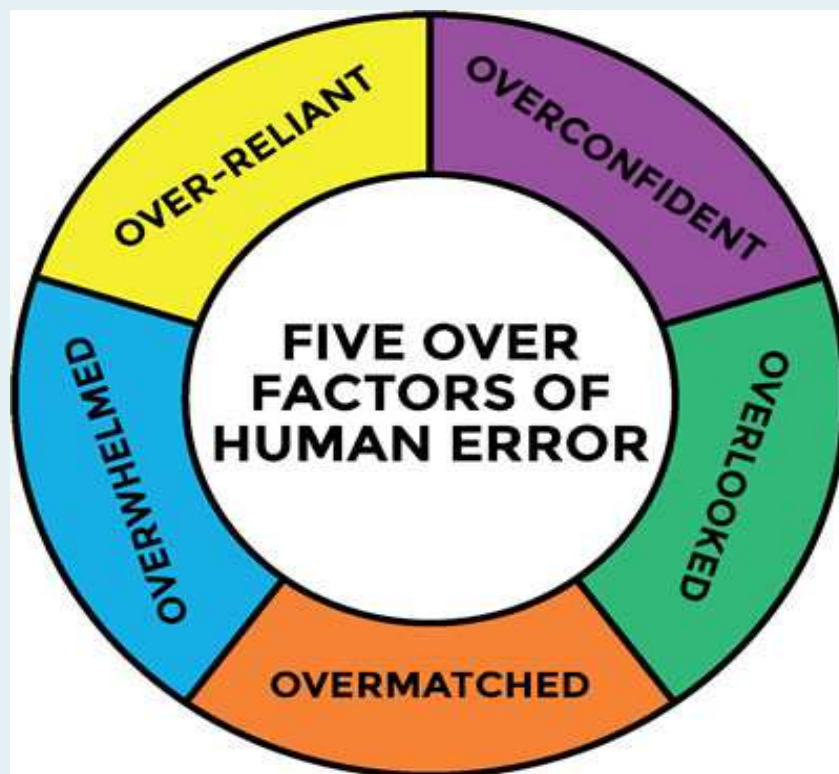 FIVE OVER
FACTORS OF
HUMAN ERROR
OVERCONFIDENT
OVERLOOKED
OVERMATCHED
OVERWHELMED
OVER-RELIANT